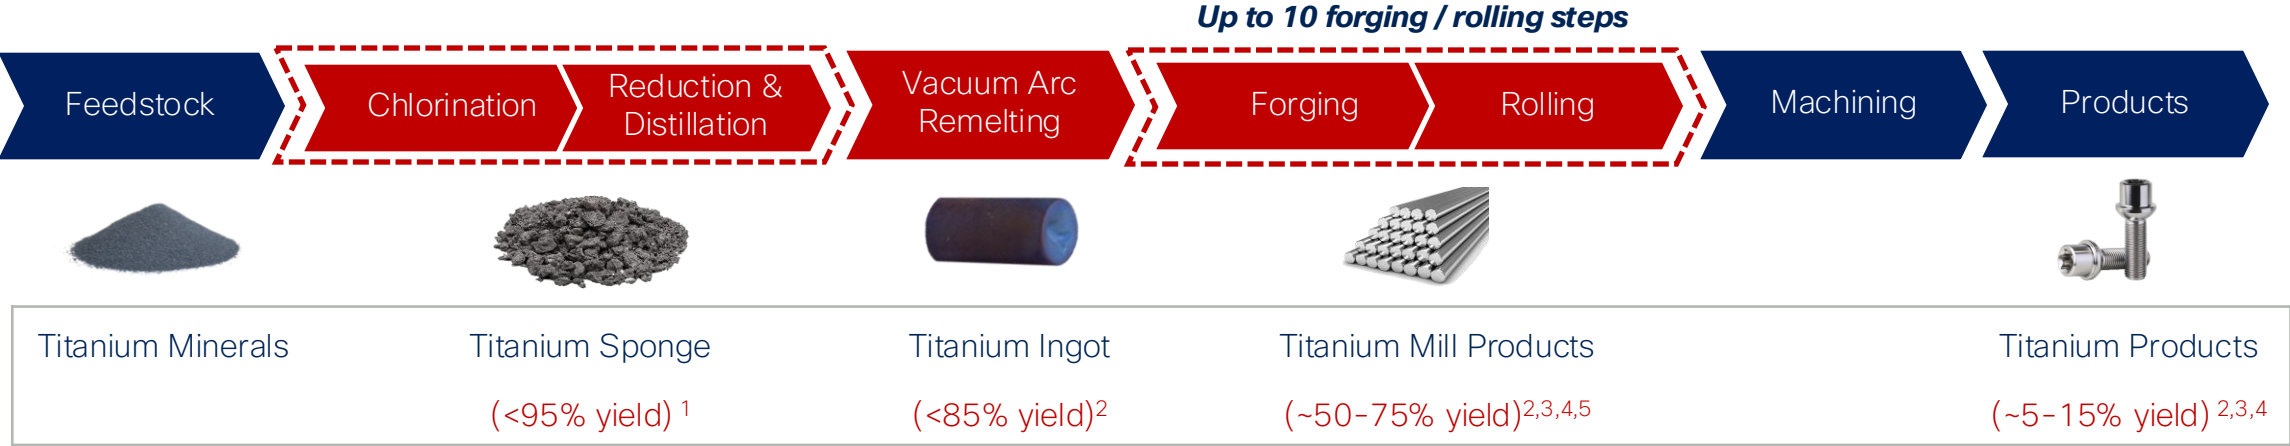 Up to 10 forging / rolling steps
Feedstock
Chlorination
Reduction &
Distillation
Vacuum Arc
Remelting
Forging
Rolling
Machining
Products
Titanium Minerals
Titanium Sponge
(<95% yield) 1
Titanium Ingot
(<85% yield)2
Titanium Mill Products
(~50-75% yield)2,3,4,5
Titanium Products
(~5-15% yield) 2,3,4